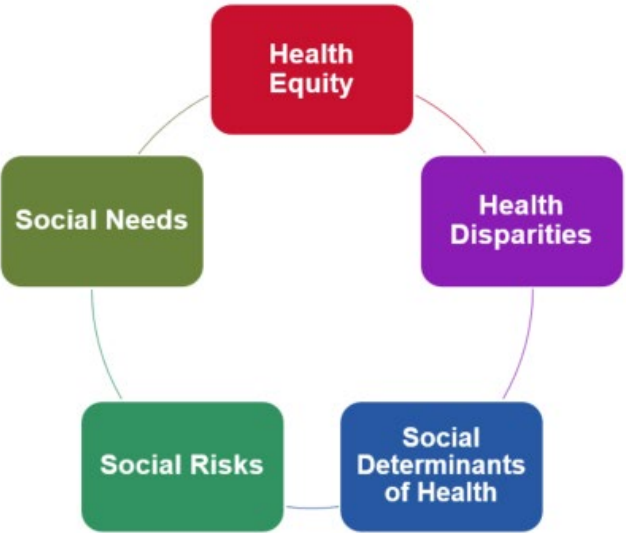 Health
Equity
Health
Disparities
Social
Determinants
of Health
Social Risks
Social Needs